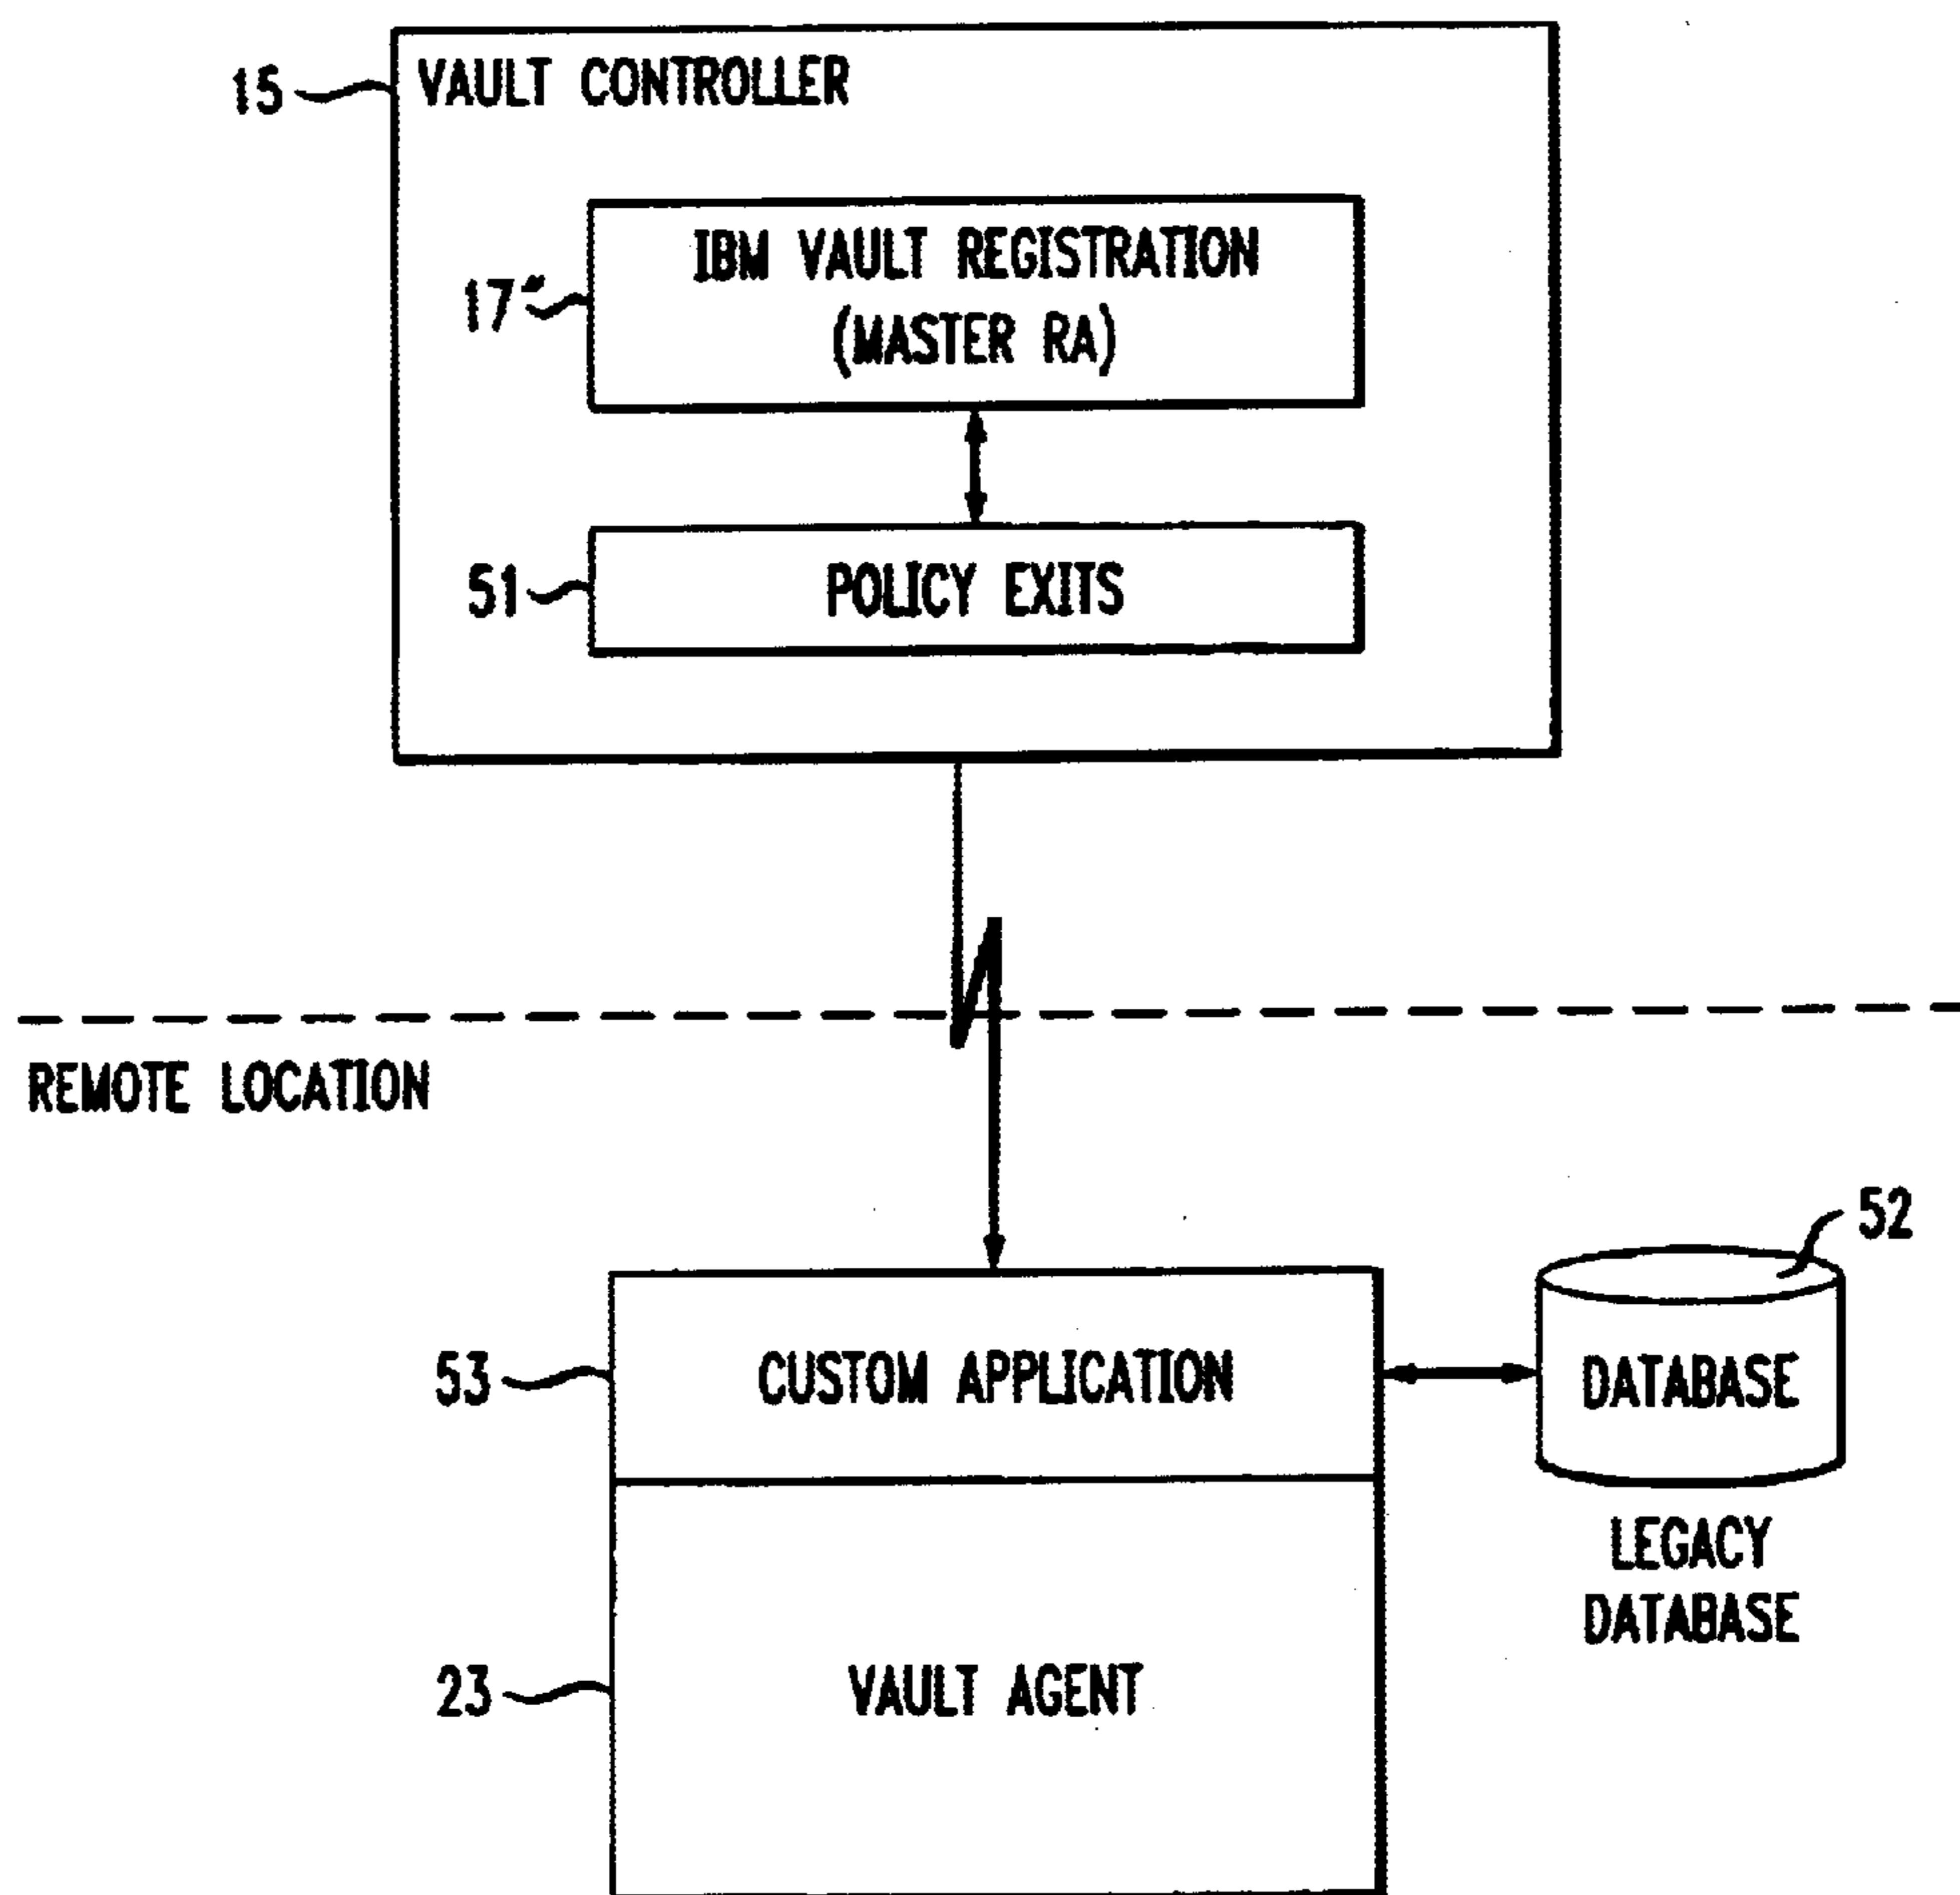 15
VAULT CONTROLLER
IBM VAULT REGISTRATION
(MASTER RA)
17"
51
POLICY EXITS
REMOTE LOCATION
52
53
CUSTOM APPLICATION
DATABASE
LEGACY
DATABASE
23
VAULT AGENT